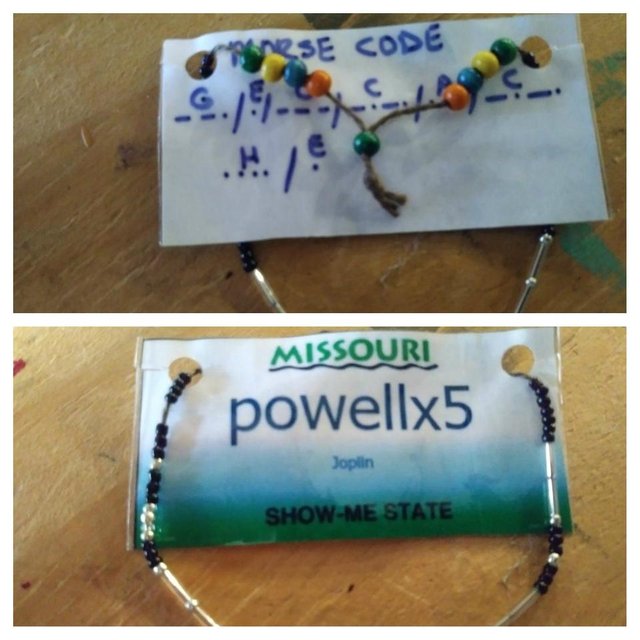 MORSE CODE
G E O C A C
--. / . / --- / -.-. / .- / -.-.
H E
.... / .
MISSOURI
powellx5
Joplin
SHOW-ME STATE